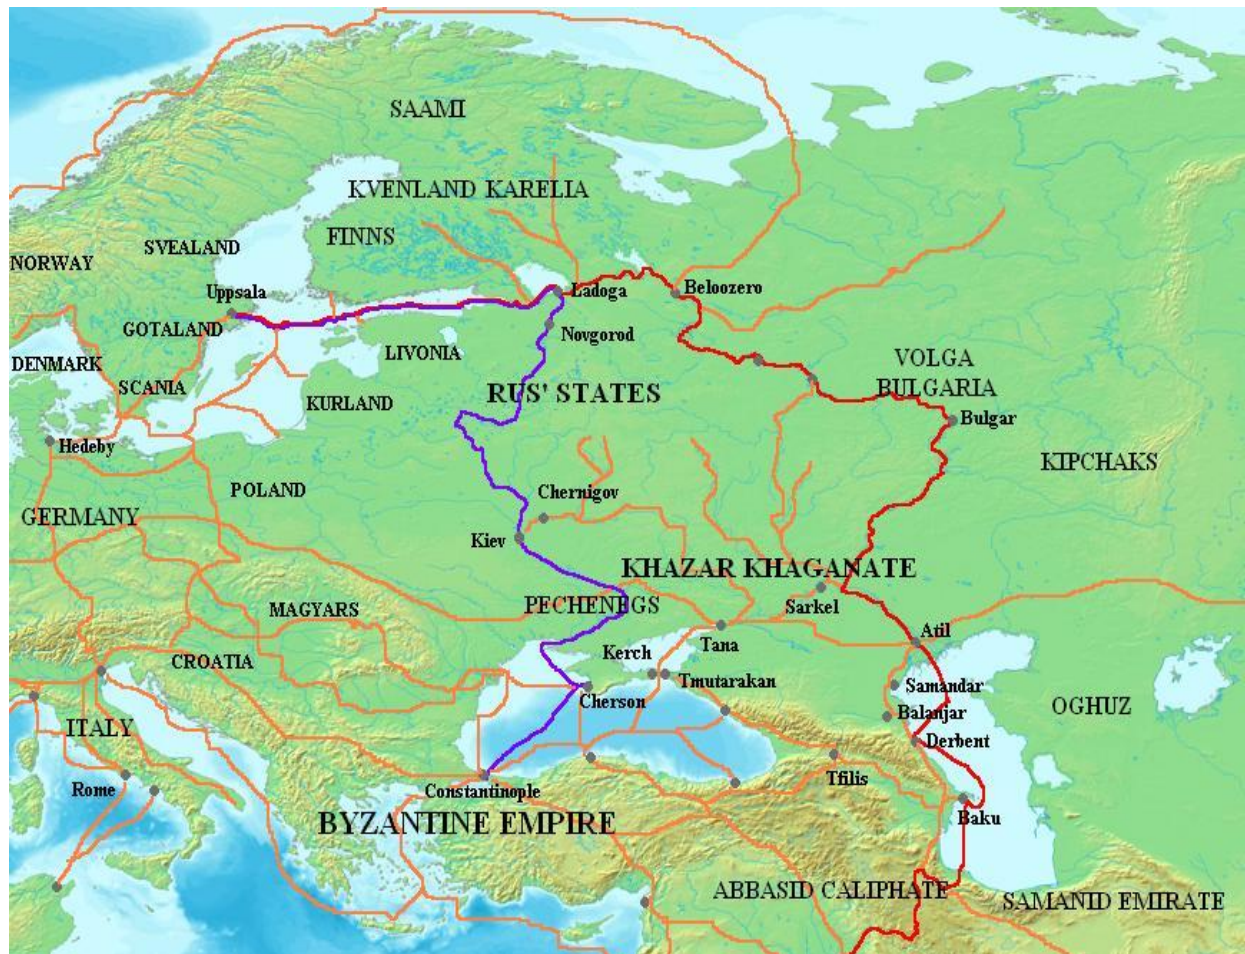 SAAMI
KVENLAND KARELIA
FINNS
SVEALAND
NORWAY
Uppsala
Ladoga
Beloozero
GOTALAND
Novgorod
LIVONIA
DENMARK
VOLGA
BULGARIA
SCANIA
RUS' STATES
KURLAND
Bulgar
Hedeby
KIPCHAKS
POLAND
Chernigov
GERMANY
Kiev
KHAZAR KHAGANATE
MAGYARS
PECHENEGS
Sarkel
Atil
Tana
Kerch
CROATIA
Tmutarakan
Samandar
Cherson
OGHUZ
Balanjar
ITALY
Derbent
Tfilis
Rome
Constantinople
Baku
BYZANTINE EMPIRE
ABBASID CALIPHATE
SAMANID EMIRATE